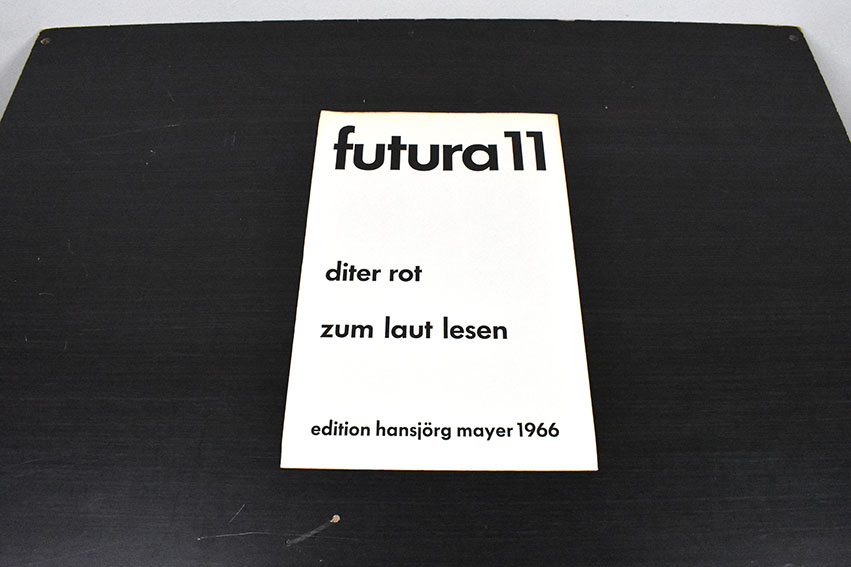 futura 11
diter rot
zum laut lesen
edition hansjörg mayer 1966